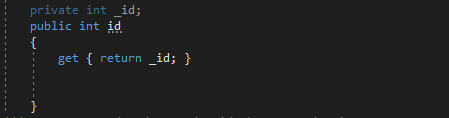 private int _id;
public int id
{
get { return _id; }
}